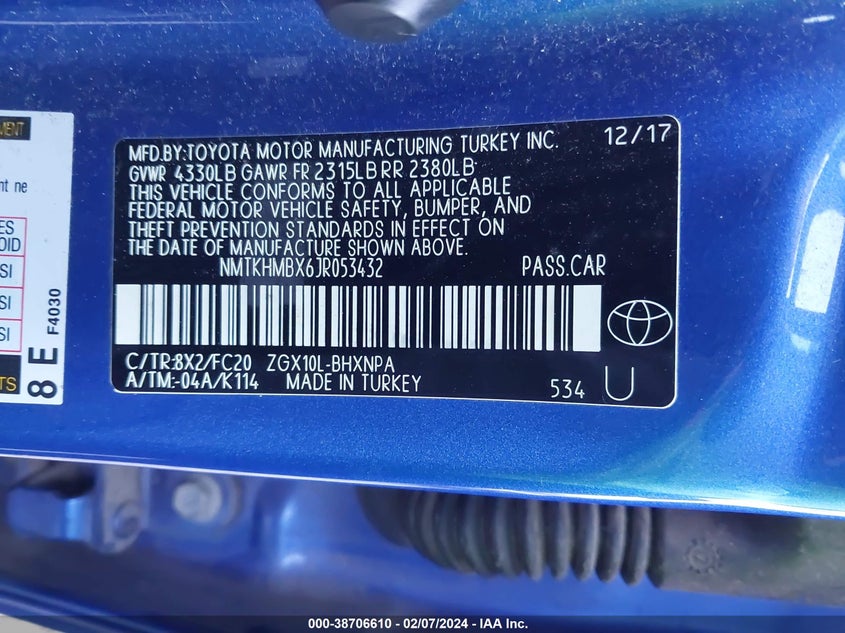 MFD.BY:TOYOTA MOTOR MANUFACTURING TURKEY INC. 12/17
GVWR 4330LB GAWR FR 2315LB RR 2380LB
THIS VEHICLE CONFORMS TO ALL APPLICABLE
FEDERAL MOTOR VEHICLE SAFETY, BUMPER, AND
THEFT PREVENTION STANDARDS IN EFFECT ON
THE DATE OF MANUFACTURE SHOWN ABOVE.
NMTKHMBX6JR053432 PASS.CAR
C/TR:8X2/FC20 ZGX10L-BHXNPA
A/TM:-04A/K114 MADE IN TURKEY 534 U
8 E F4030
000-38706610 - 02/07/2024 - IAA Inc.